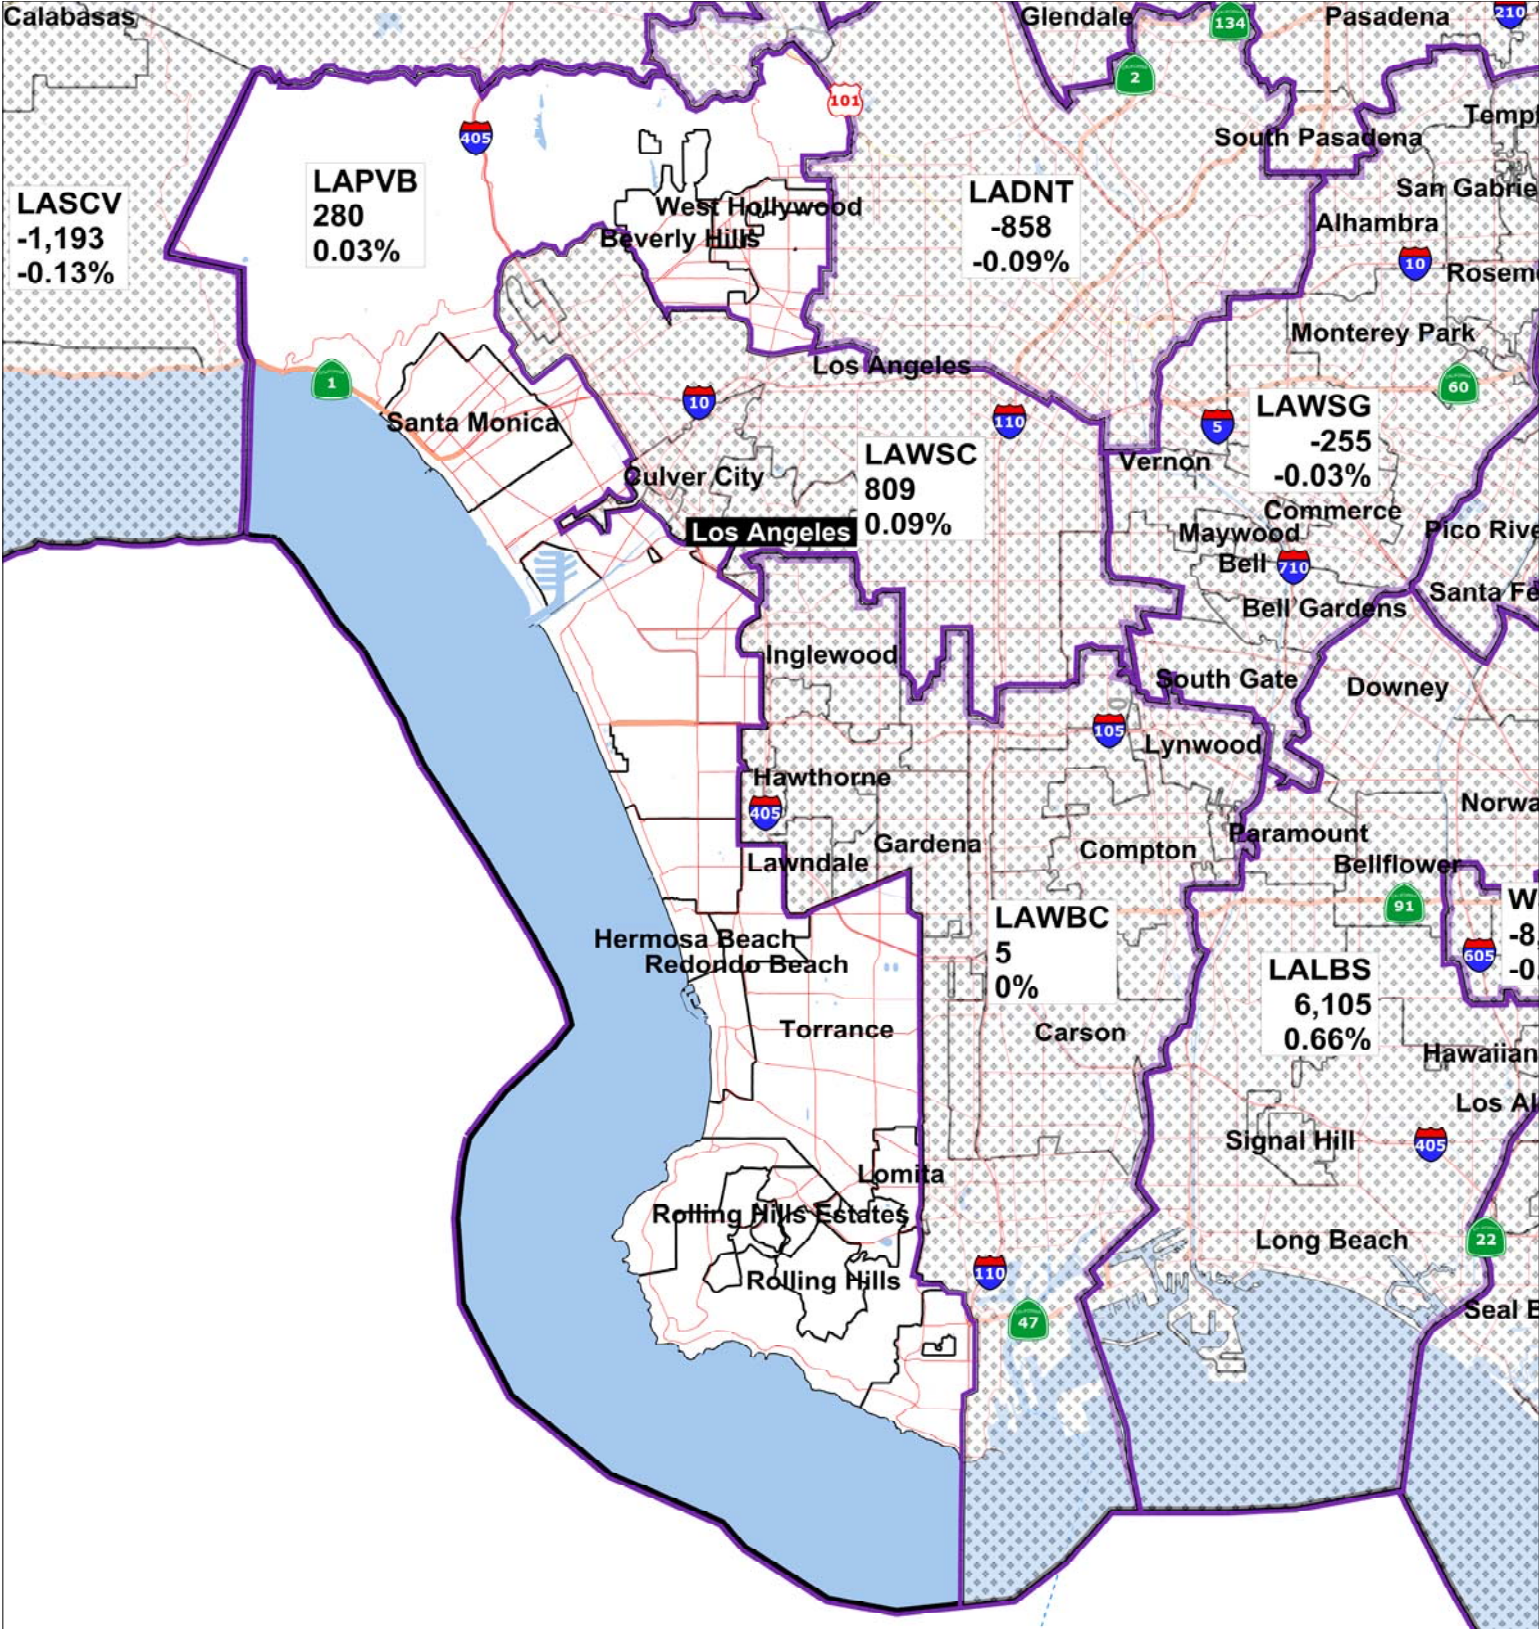 Calabasas
Glendale
134
Pasadena
210
2
101
Temp
South Pasadena
405
LAPVB
280
0.03%
LASCV
-1,193
-0.13%
LADNT
-858
-0.09%
San Gabrie
West Hollywood
Beverly Hills
Alhambra
10
Rosem
Monterey Park
Los Angeles
1
60
10
Santa Monica
110
5
LAWSG
-255
-0.03%
LAWSC
809
0.09%
Vernon
Culver City
Commerce
Los Angeles
Maywood
Pico Rive
Bell
710
Santa Fe
Bell Gardens
Inglewood
South Gate
Downey
105
Lynwood
Hawthorne
405
Norwa
Paramount
Gardena
Compton
Lawndale
Bellflower
91
LAWBC
5
0%
W
-8
-0
605
Hermosa Beach
Redondo Beach
LALBS
6,105
0.66%
Torrance
Carson
Hawaiian
Los Al
Signal Hill
405
Lomita
Rolling Hills Estates
Long Beach
22
Rolling Hills
110
47
Seal B